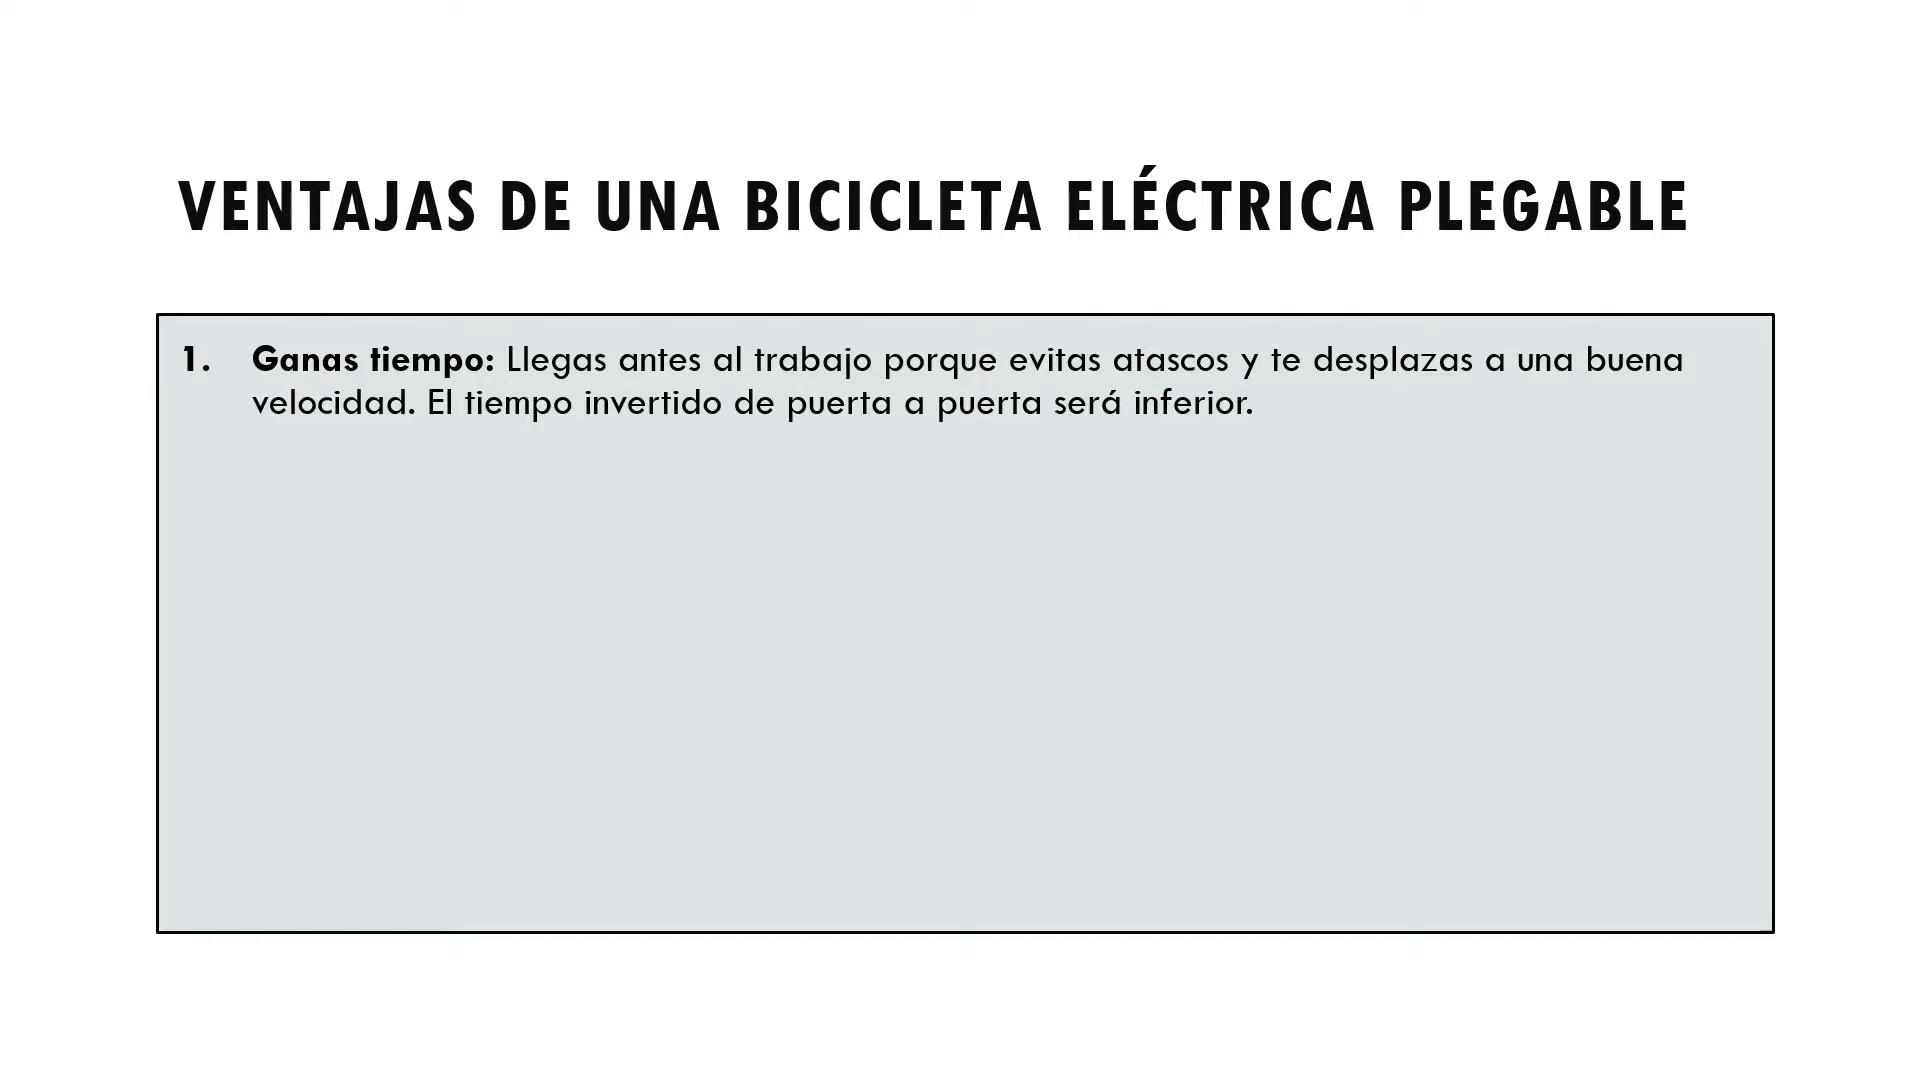 VENTAJAS DE UNA BICICLETA ELÉCTRICA PLEGABLE
1. Ganas tiempo: Llegas antes al trabajo porque evitas atascos y te desplazas a una buena
velocidad. El tiempo invertido de puerta a puerta será inferior.